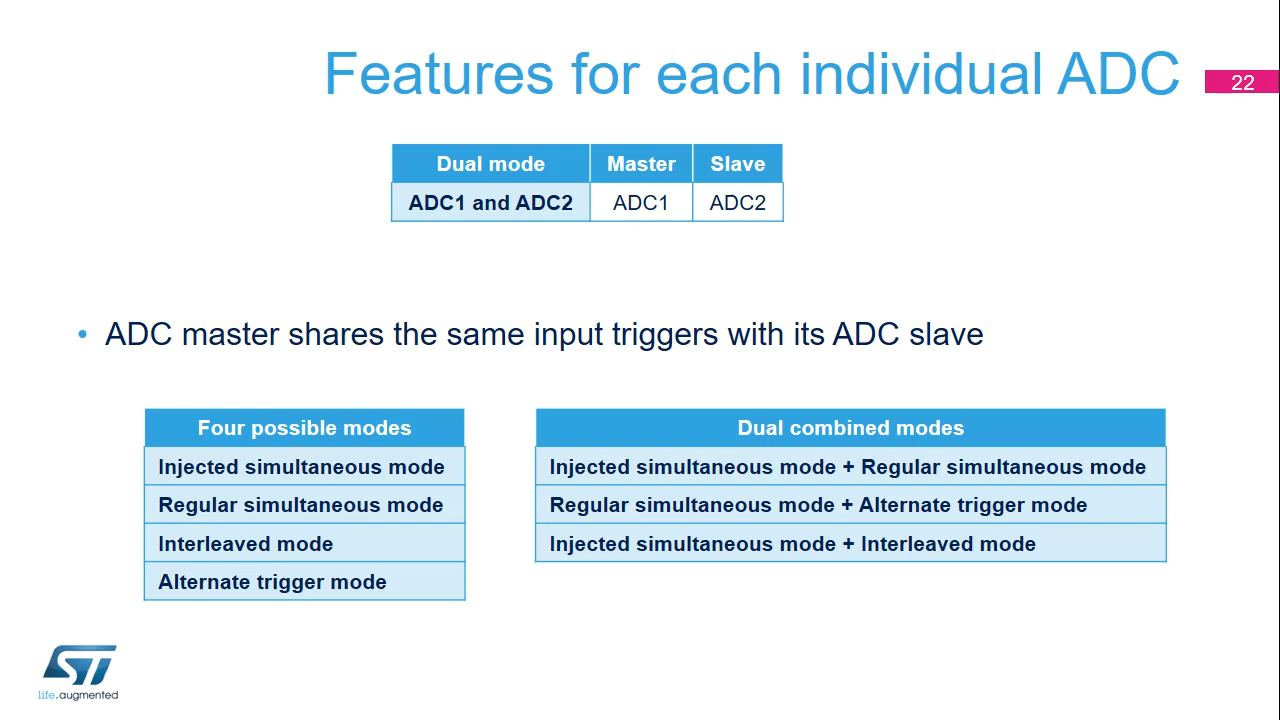 Features for each individual ADC
22
Dual mode Master Slave
ADC1 and ADC2 ADC1 ADC2
• ADC master shares the same input triggers with its ADC slave
Four possible modes
Injected simultaneous mode
Regular simultaneous mode
Interleaved mode
Alternate trigger mode
Dual combined modes
Injected simultaneous mode + Regular simultaneous mode
Regular simultaneous mode + Alternate trigger mode
Injected simultaneous mode + Interleaved mode
ST
life.augmented